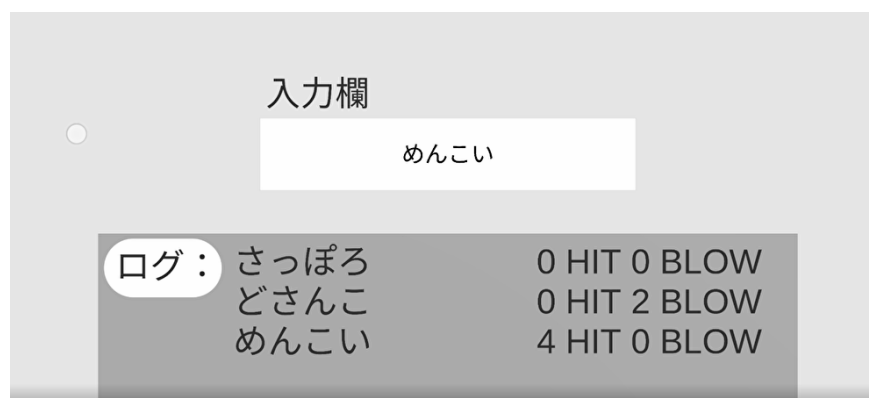 入力欄
めんこい
ログ： さっぽろ 0 HIT 0 BLOW
どさんこ 0 HIT 2 BLOW
めんこい 4 HIT 0 BLOW